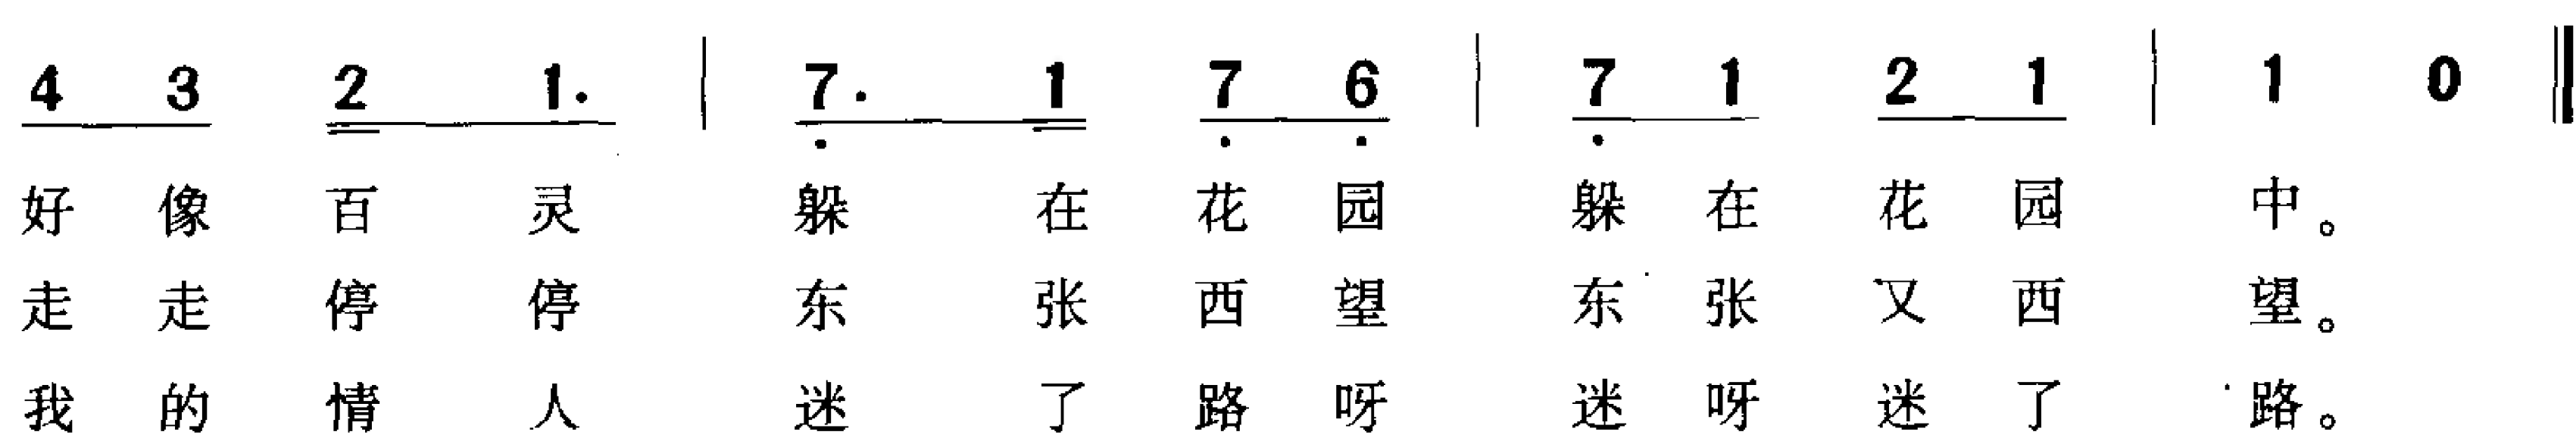 4 3 2 1. | 7. 1 7 6 | 7 1 2 1 | 1 0 ‖
好像百灵 躲在花园 躲在花园中。
走走停停 东张西望 东张又西望。
我的情人 迷了路呀 迷呀迷了路。